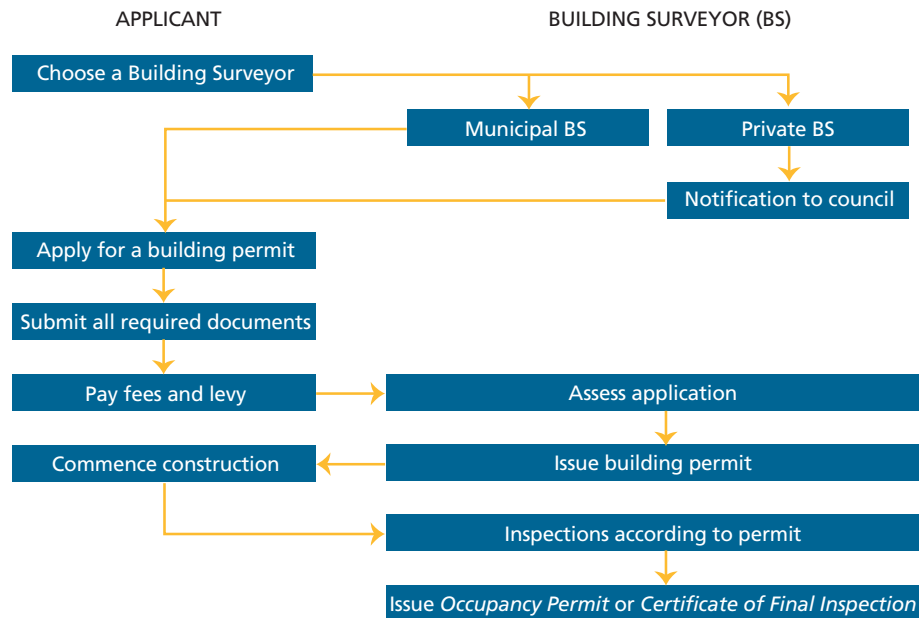 APPLICANT
BUILDING SURVEYOR (BS)
Choose a Building Surveyor
Municipal BS
Private BS
Notification to council
Apply for a building permit
Submit all required documents
Pay fees and levy
Assess application
Commence construction
Issue building permit
Inspections according to permit
Issue Occupancy Permit or Certificate of Final Inspection